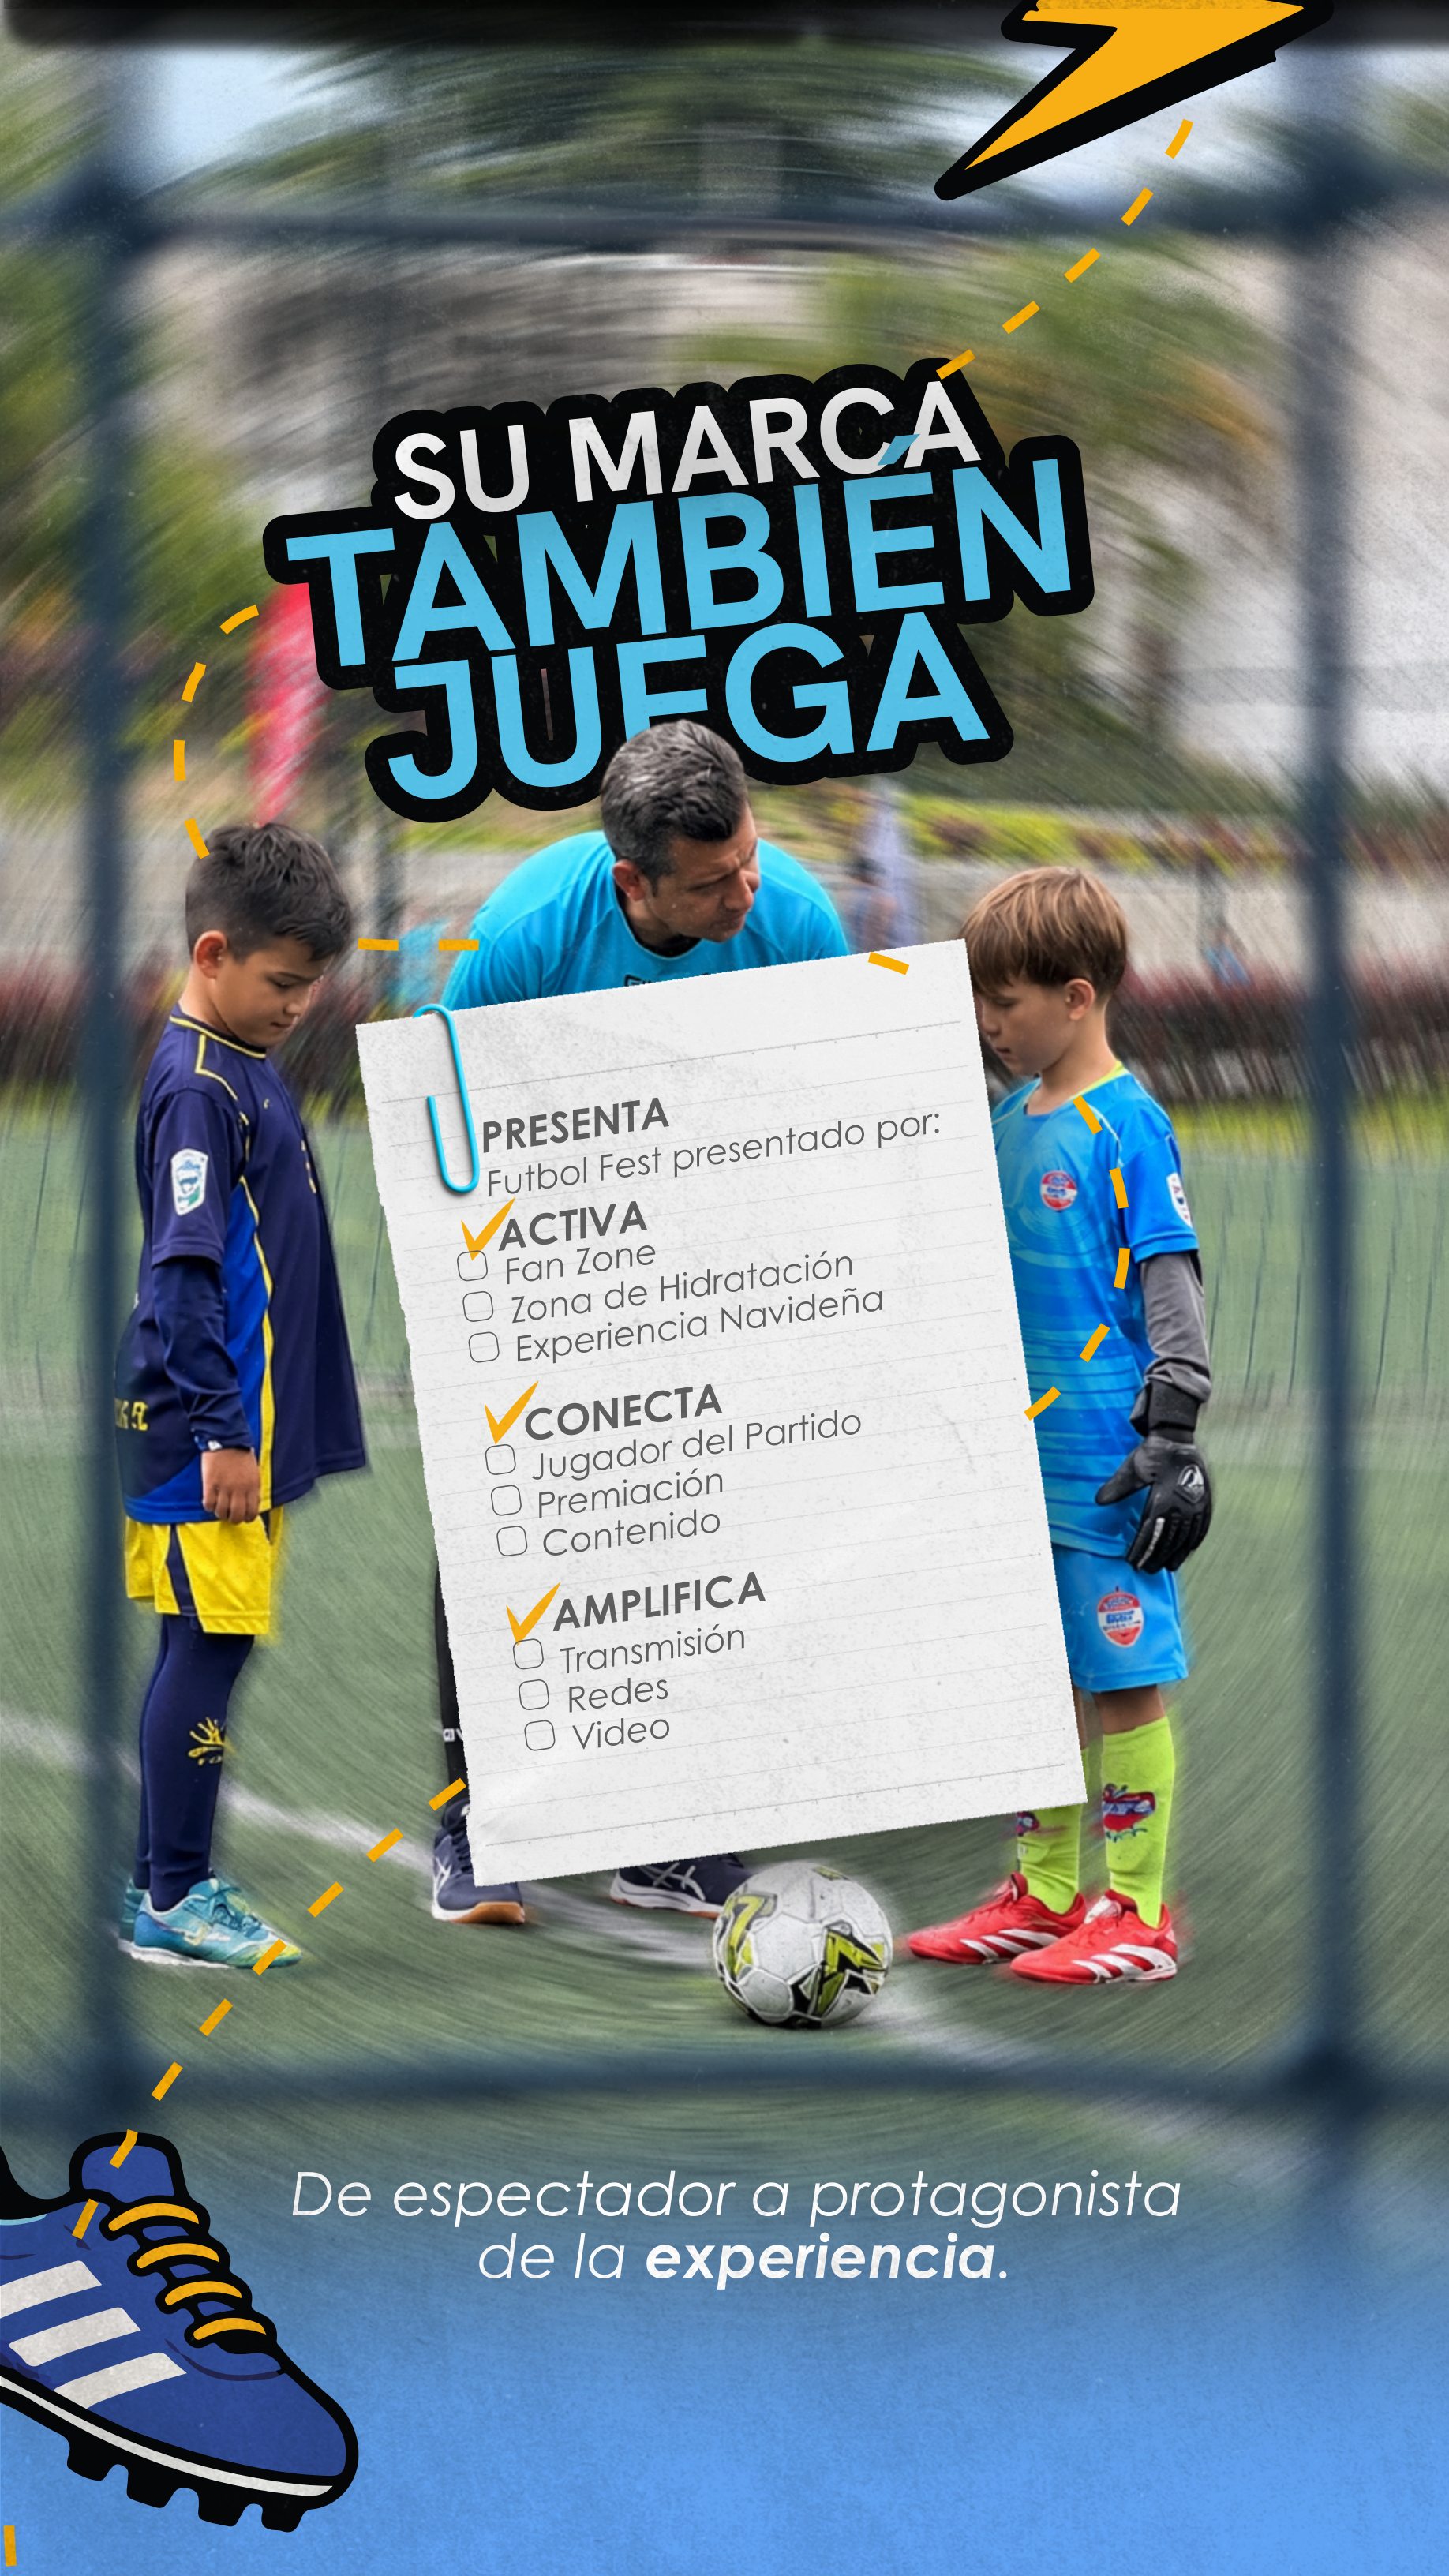 SU MARCA
TAMBIÉN
JUEGA
PRESENTA
Futbol Fest presentado por:
ACTIVA
Fan Zone
Zona de Hidratación
Experiencia Navideña
CONECTA
Jugador del Partido
Premiación
Contenido
AMPLIFICA
Transmisión
Redes
Video
De espectador a protagonista
de la experiencia.